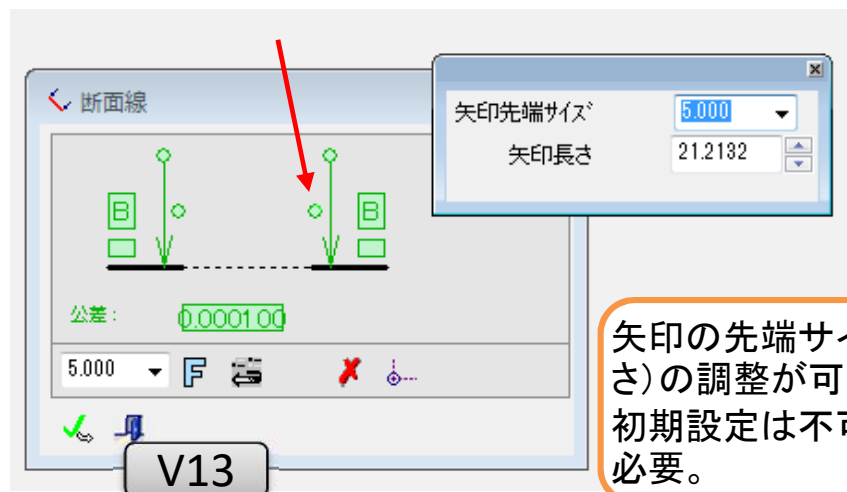 断面線
矢印先端サイズ 5.000
矢印長さ 21.2132
B B
公差: 0.000100
5.000
V13
矢印の先端サ
さ)の調整が可
初期設定は不
必要。